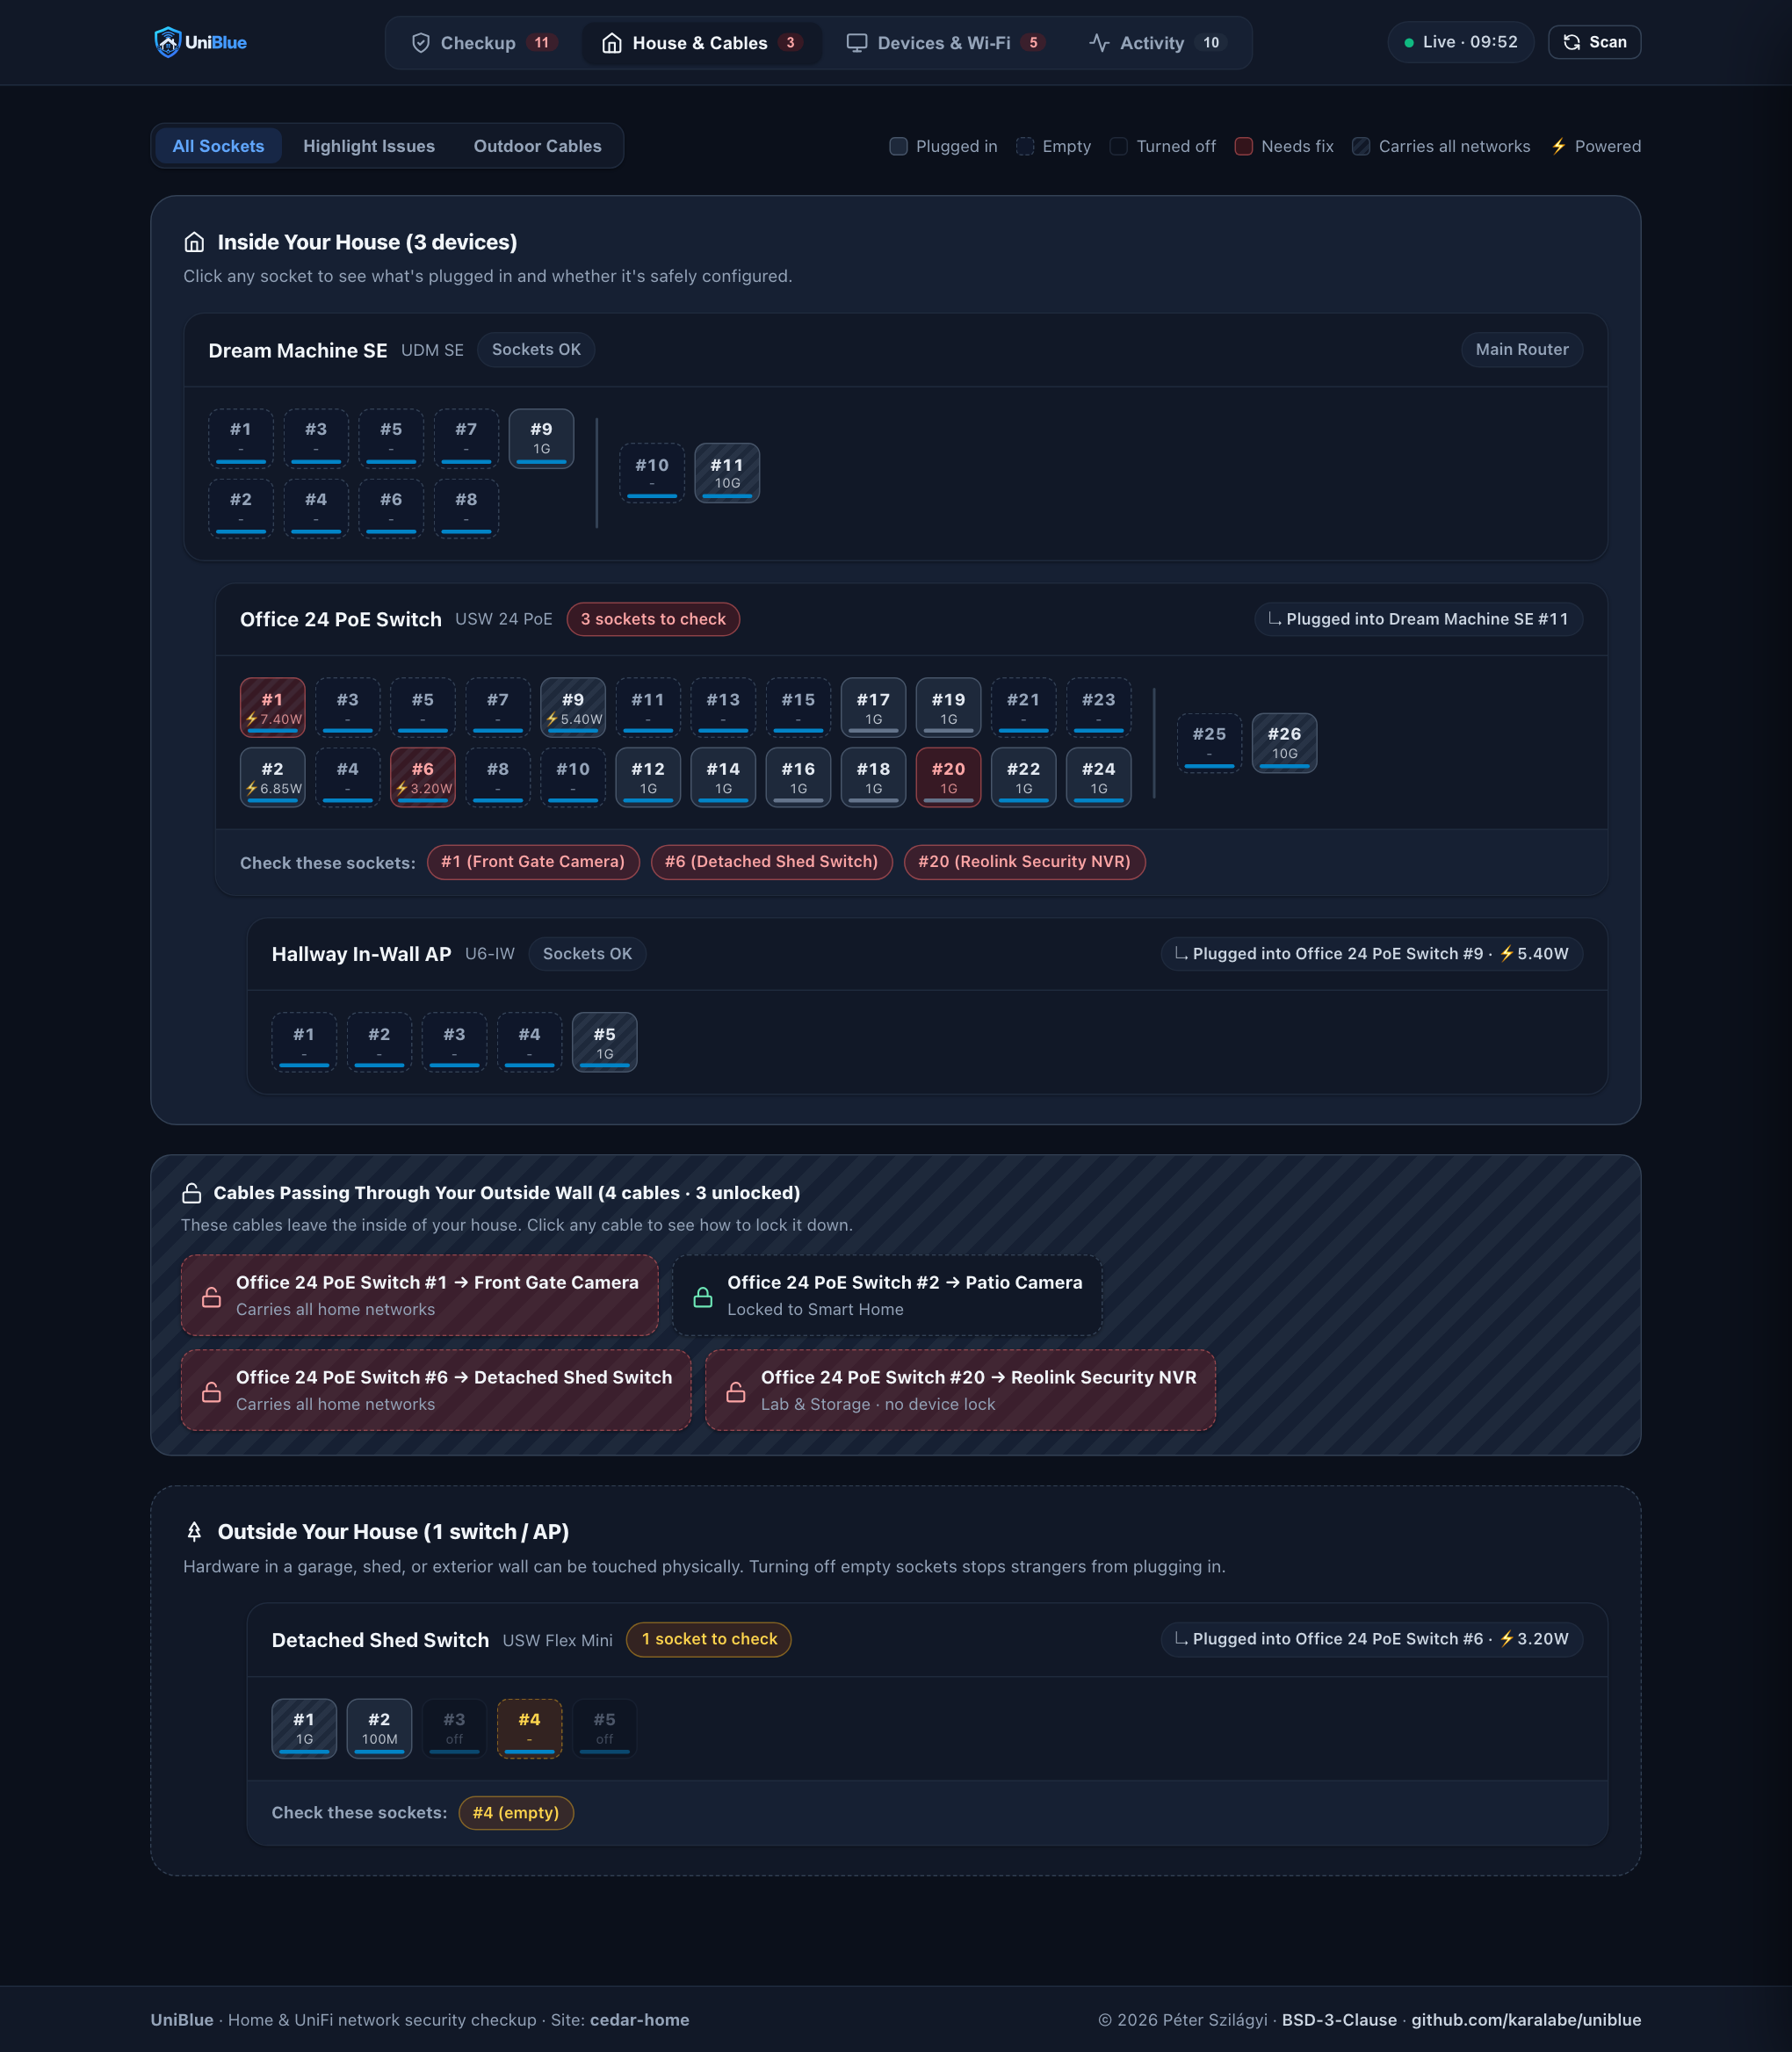 UniBlue
Checkup 11
House & Cables 3
Devices & Wi-Fi 5
Activity 10
Live · 09:52
Scan
All Sockets
Highlight Issues
Outdoor Cables
Plugged in
Empty
Turned off
Needs fix
Carries all networks
⚡ Powered
Inside Your House (3 devices)
Click any socket to see what's plugged in and whether it's safely configured.
Dream Machine SE UDM SE Sockets OK
Main Router
#1 #3 #5 #7 #9
- - - - 1G
#10 #11
- 10G
#2 #4 #6 #8
- - - -
Office 24 PoE Switch USW 24 PoE 3 sockets to check
Plugged into Dream Machine SE #11
#1 #3 #5 #7 #9 #11 #13 #15 #17 #19 #21 #23
⚡7.40W - - - ⚡5.40W - - - 1G 1G - -
#25 #26
- 10G
#2 #4 #6 #8 #10 #12 #14 #16 #18 #20 #22 #24
⚡6.85W - ⚡3.20W - - 1G 1G 1G 1G 1G 1G 1G
Check these sockets: #1 (Front Gate Camera) #6 (Detached Shed Switch) #20 (Reolink Security NVR)
Hallway In-Wall AP U6-IW Sockets OK
Plugged into Office 24 PoE Switch #9 · ⚡5.40W
#1 #2 #3 #4 #5
- - - - 1G
Cables Passing Through Your Outside Wall (4 cables · 3 unlocked)
These cables leave the inside of your house. Click any cable to see how to lock it down.
Office 24 PoE Switch #1 → Front Gate Camera
Carries all home networks
Office 24 PoE Switch #2 → Patio Camera
Locked to Smart Home
Office 24 PoE Switch #6 → Detached Shed Switch
Carries all home networks
Office 24 PoE Switch #20 → Reolink Security NVR
Lab & Storage · no device lock
Outside Your House (1 switch / AP)
Hardware in a garage, shed, or exterior wall can be touched physically. Turning off empty sockets stops strangers from plugging in.
Detached Shed Switch USW Flex Mini 1 socket to check
Plugged into Office 24 PoE Switch #6 · ⚡3.20W
#1 #2 #3 #4 #5
1G 100M off - off
Check these sockets: #4 (empty)
UniBlue · Home & UniFi network security checkup · Site: cedar-home
© 2026 Péter Szilágyi · BSD-3-Clause · github.com/karalabe/uniblue